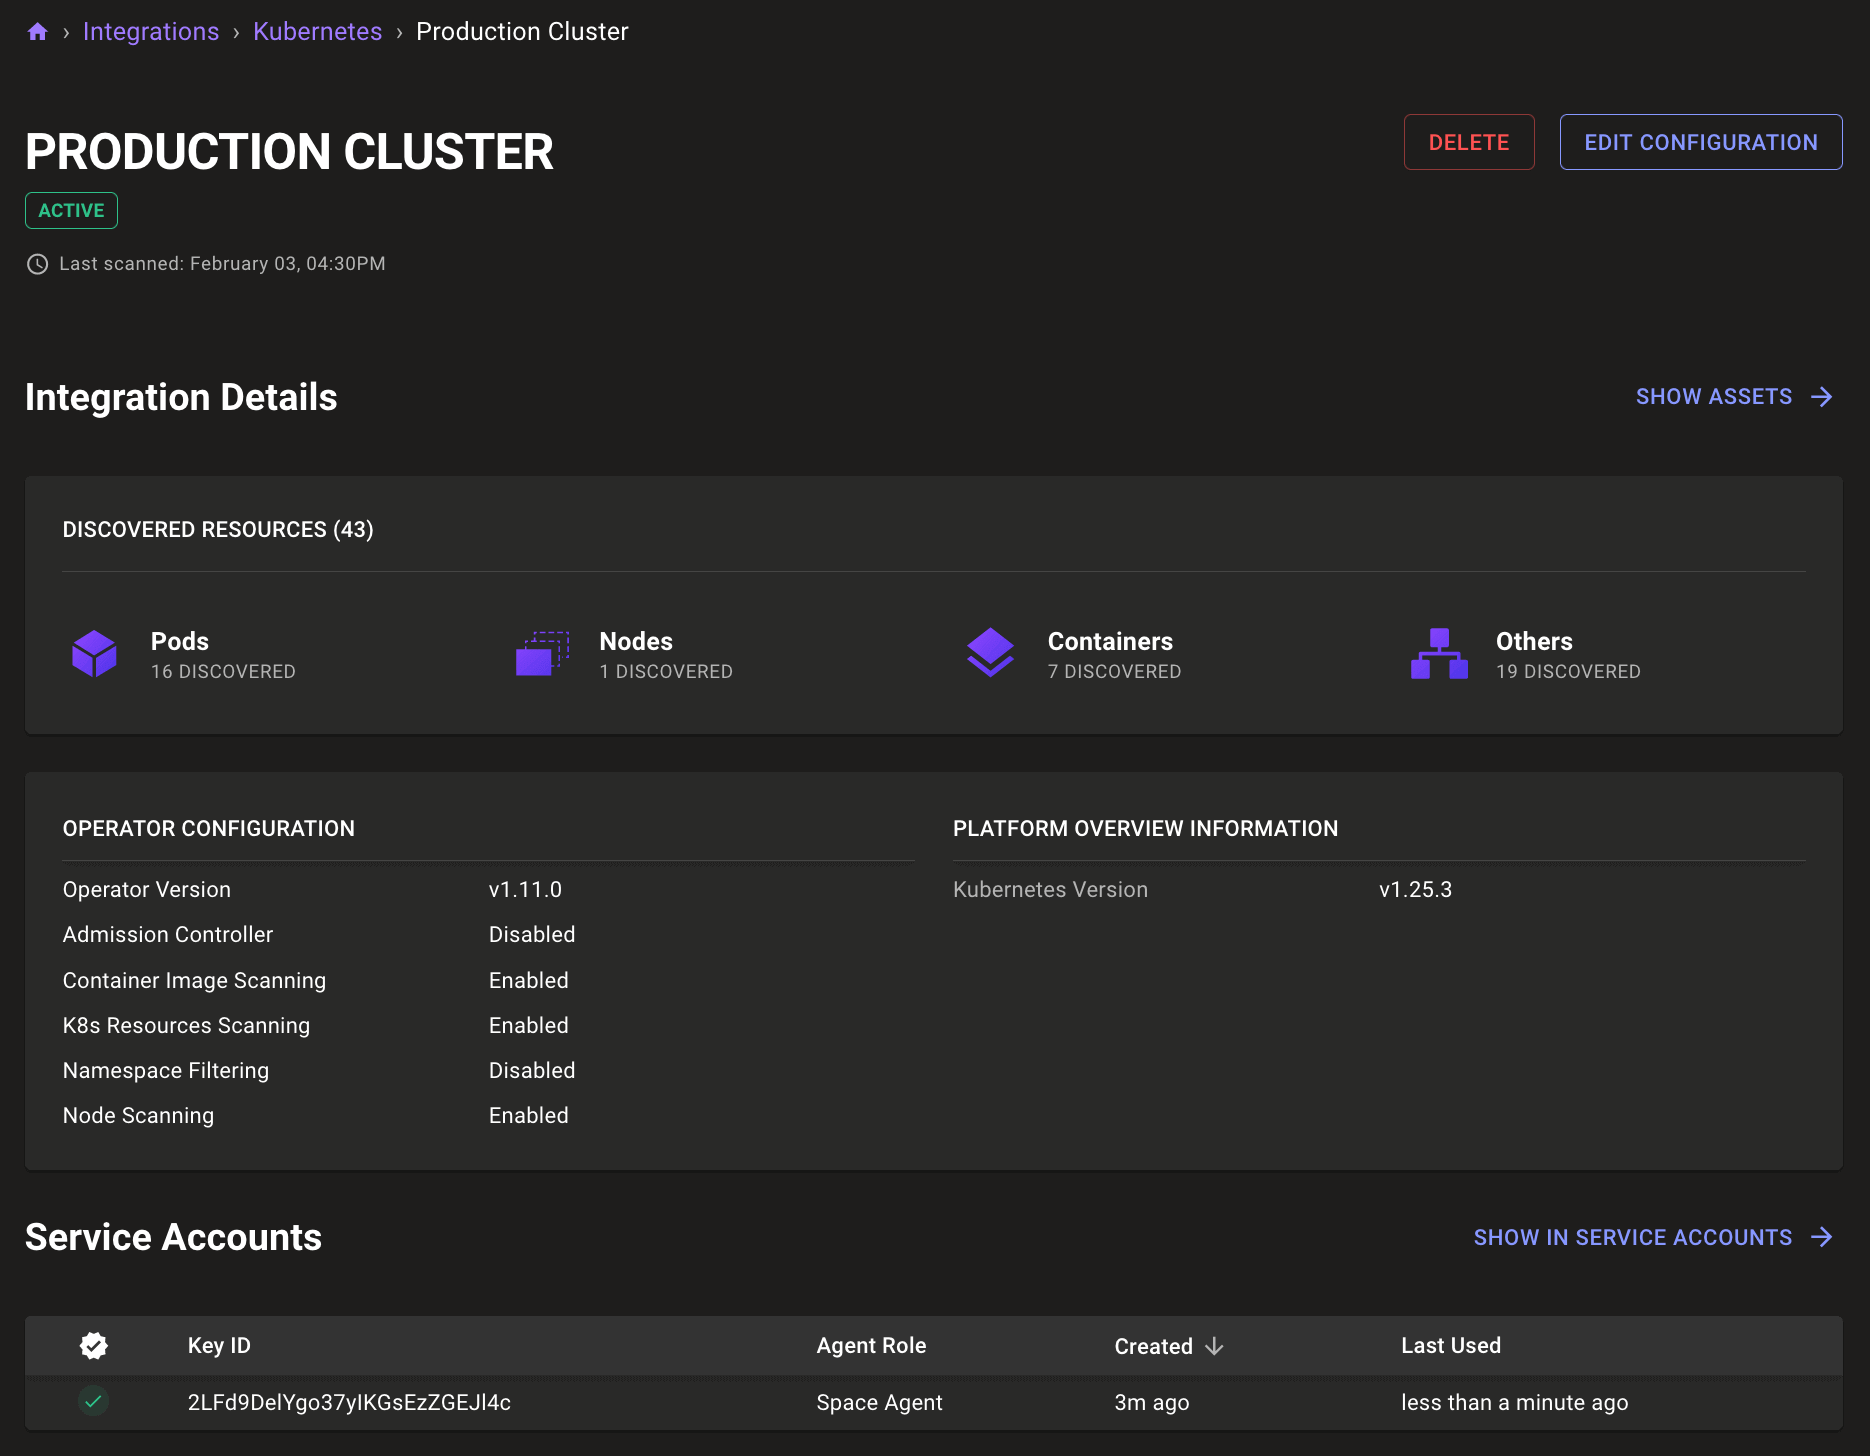 › Integrations › Kubernetes › Production Cluster
PRODUCTION CLUSTER
DELETE
EDIT CONFIGURATION
ACTIVE
Last scanned: February 03, 04:30PM
Integration Details
SHOW ASSETS
DISCOVERED RESOURCES (43)
Pods
16 DISCOVERED
Nodes
1 DISCOVERED
Containers
7 DISCOVERED
Others
19 DISCOVERED
OPERATOR CONFIGURATION
Operator Version v1.11.0
Admission Controller Disabled
Container Image Scanning Enabled
K8s Resources Scanning Enabled
Namespace Filtering Disabled
Node Scanning Enabled
PLATFORM OVERVIEW INFORMATION
Kubernetes Version v1.25.3
Service Accounts
SHOW IN SERVICE ACCOUNTS
Key ID Agent Role Created Last Used
2LFd9DelYgo37yIKGsEzZGEJl4c Space Agent 3m ago less than a minute ago